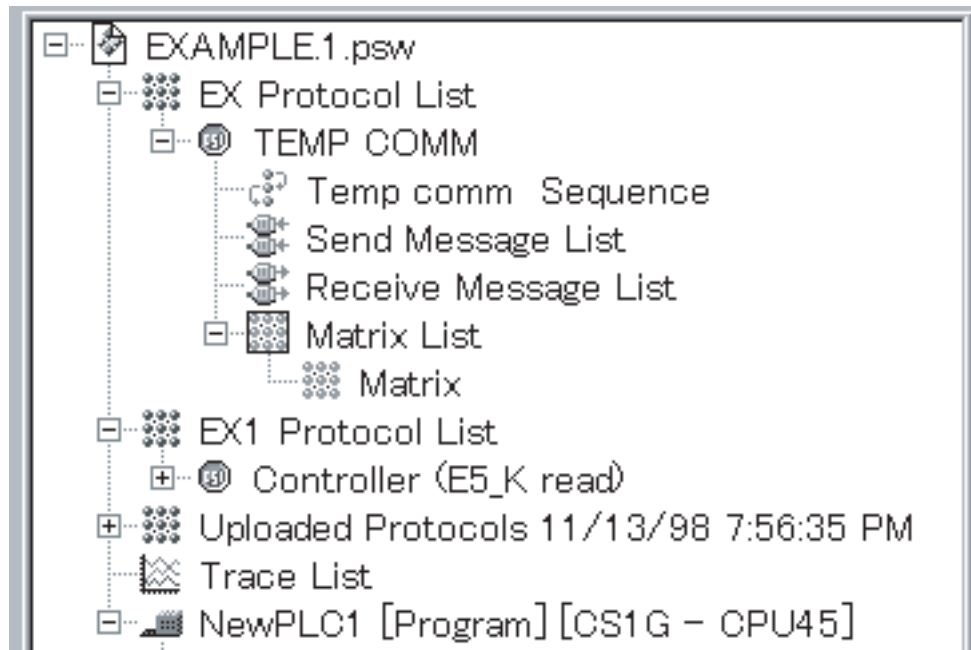 EXAMPLE.1.psw
EX Protocol List
TEMP COMM
Temp comm Sequence
Send Message List
Receive Message List
Matrix List
Matrix
EX1 Protocol List
Controller (E5_K read)
Uploaded Protocols 11/13/98 7:56:35 PM
Trace List
NewPLC1 [Program] [CS1G - CPU45]